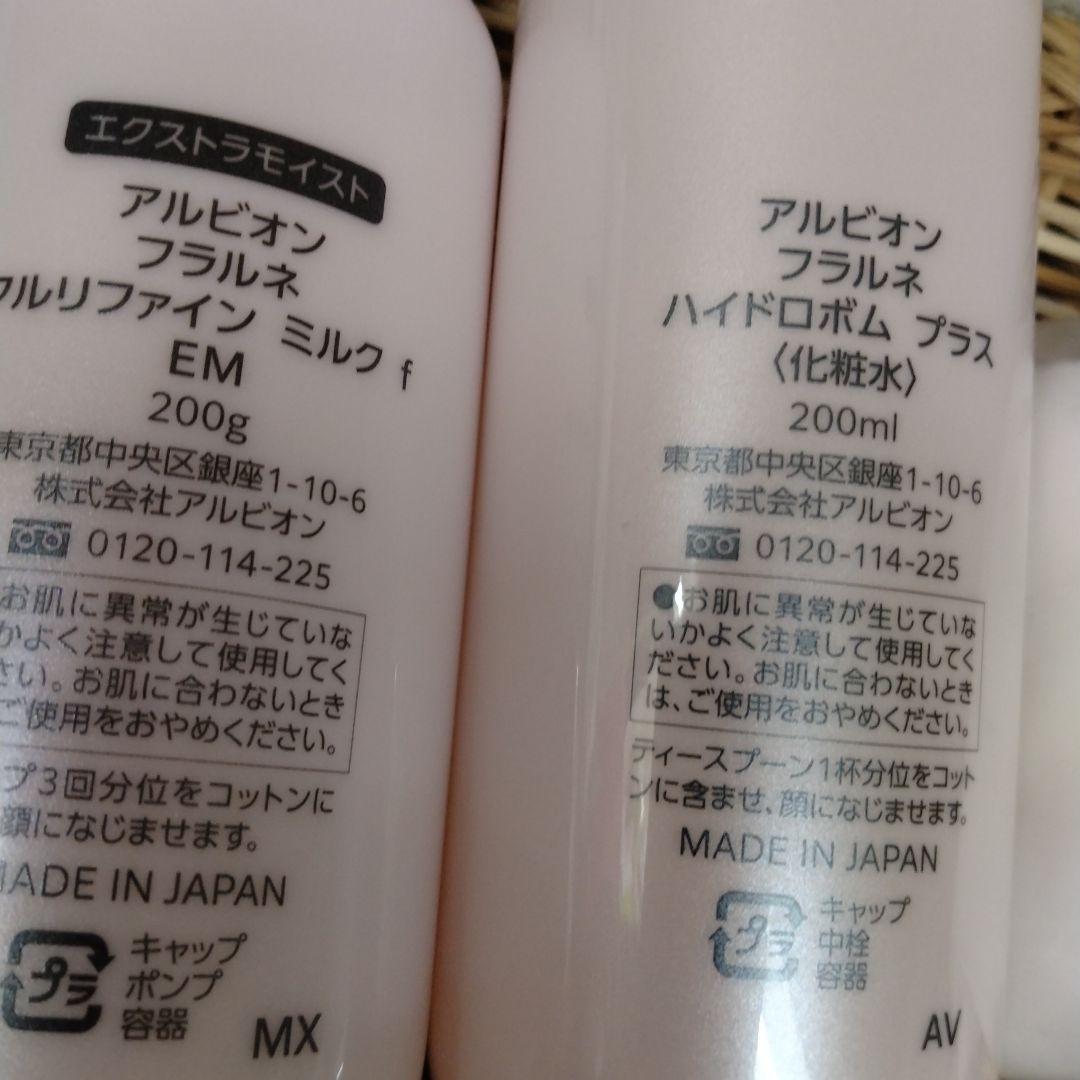 エクストラモイスト
アルビオン
フラルネ
ルリファイン ミルク f
EM
200g
東京都中央区銀座1-10-6
株式会社アルビオン
0120-114-225
お肌に異常が生じていな
かよく注意して使用してく
さい。お肌に合わないとき
ご使用をおやめください。
プ3回分位をコットンに
顔になじませます。
MADE IN JAPAN
プラ
キャップ
ポンプ
容器
MX
アルビオン
フラルネ
ハイドロボム プラス
〈化粧水〉
200ml
東京都中央区銀座1-10-6
株式会社アルビオン
0120-114-225
●お肌に異常が生じていな
いかよく注意して使用してく
ださい。お肌に合わないとき
は、ご使用をおやめください。
ティースプーン1杯分位をコット
ンに含ませ、顔になじませます。
MADE IN JAPAN
プラ
キャップ
中栓
容器
AV